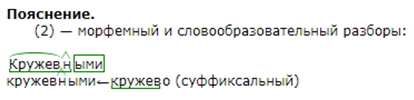 Пояснение.
(2) — морфемный и словообразовательный разборы:
Кружевными
кружевными←кружево (суффиксальный)